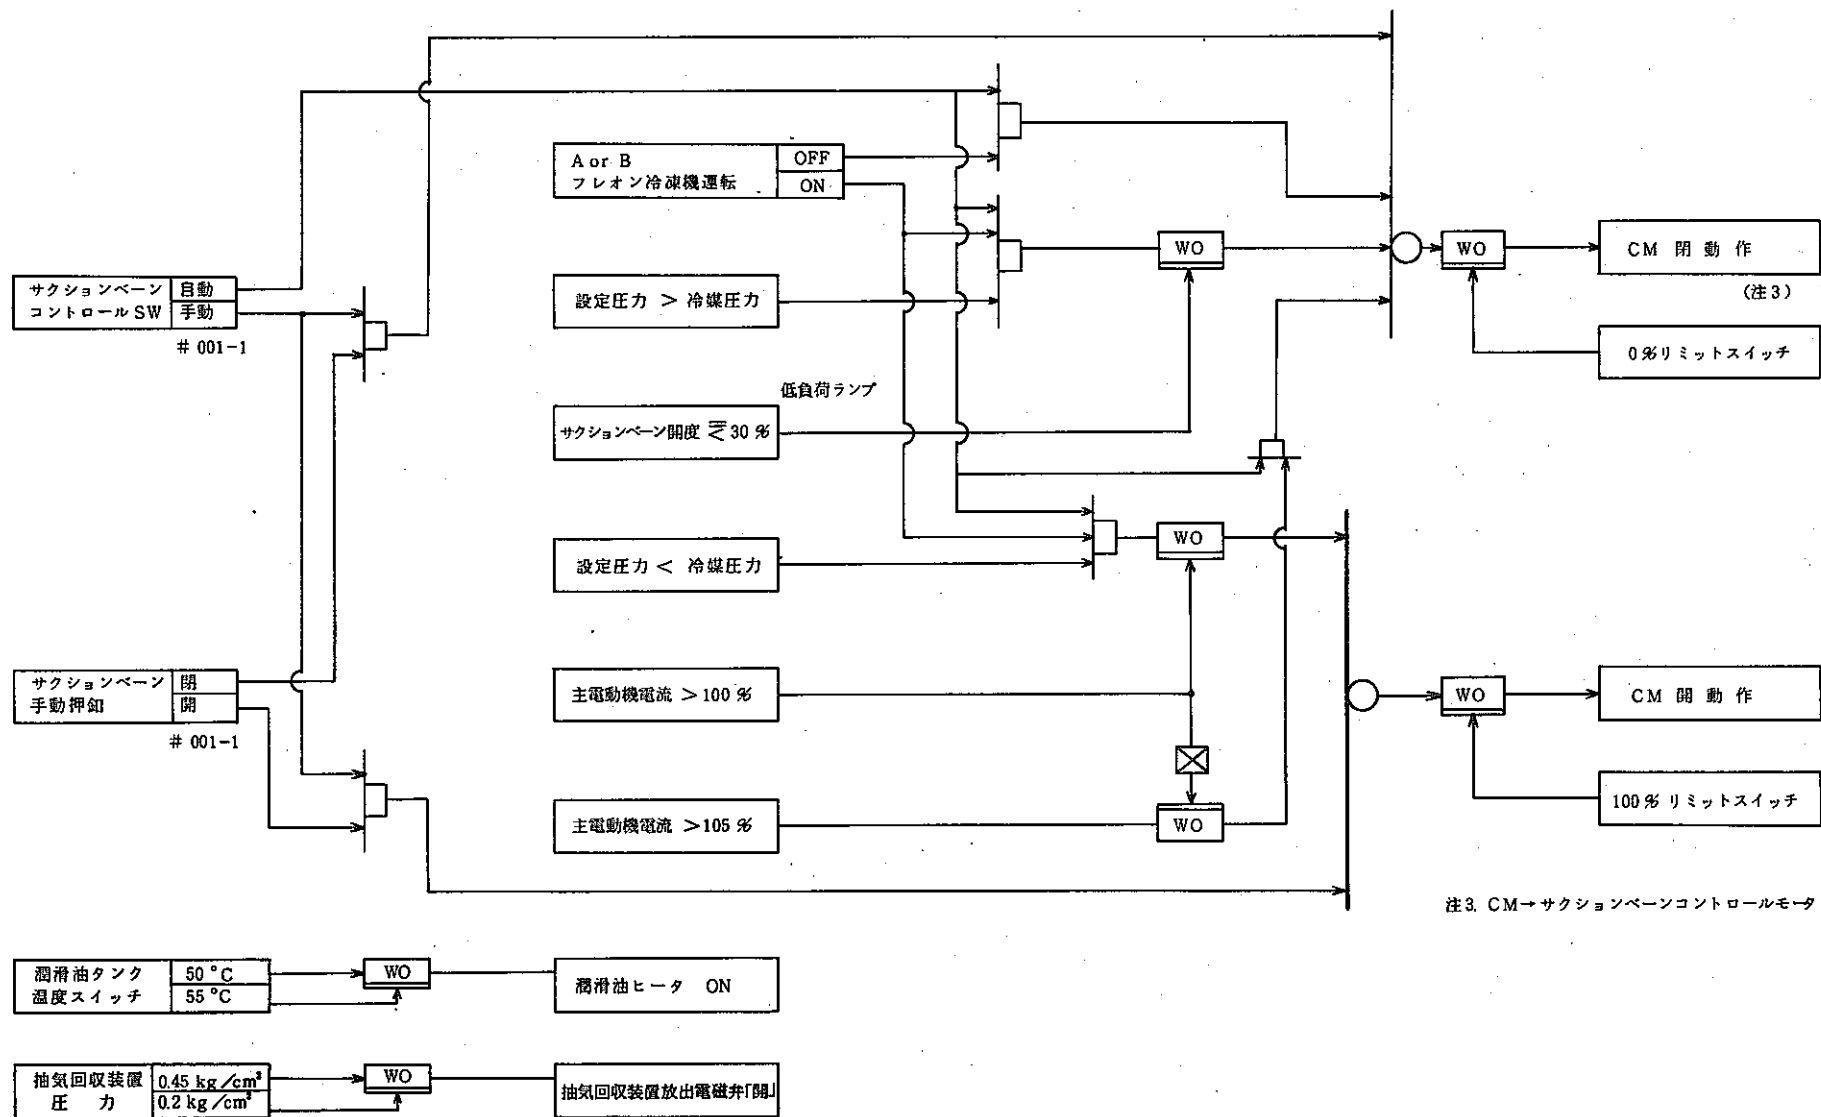 A or B
フレオン冷凍機運転
OFF
ON
WO
WO
CM 閉 動 作
(注3)
サクションベーン
コントロール SW
自動
手動
# 001-1
設定圧力 > 冷媒圧力
0%リミットスイッチ
低負荷ランプ
サクションベーン開度 ≦ 30 %
設定圧力 < 冷媒圧力
WO
サクションベーン
手動押釦
閉
開
# 001-1
主電動機電流 > 100 %
WO
CM 開 動 作
主電動機電流 > 105 %
WO
100% リミットスイッチ
注3. CM→サクションベーンコントロールモータ
潤滑油タンク
温度スイッチ
50 °C
55 °C
WO
潤滑油ヒータ ON
抽気回収装置
圧 力
0.45 kg/cm²
0.2 kg/cm²
WO
抽気回収装置放出電磁弁「開」